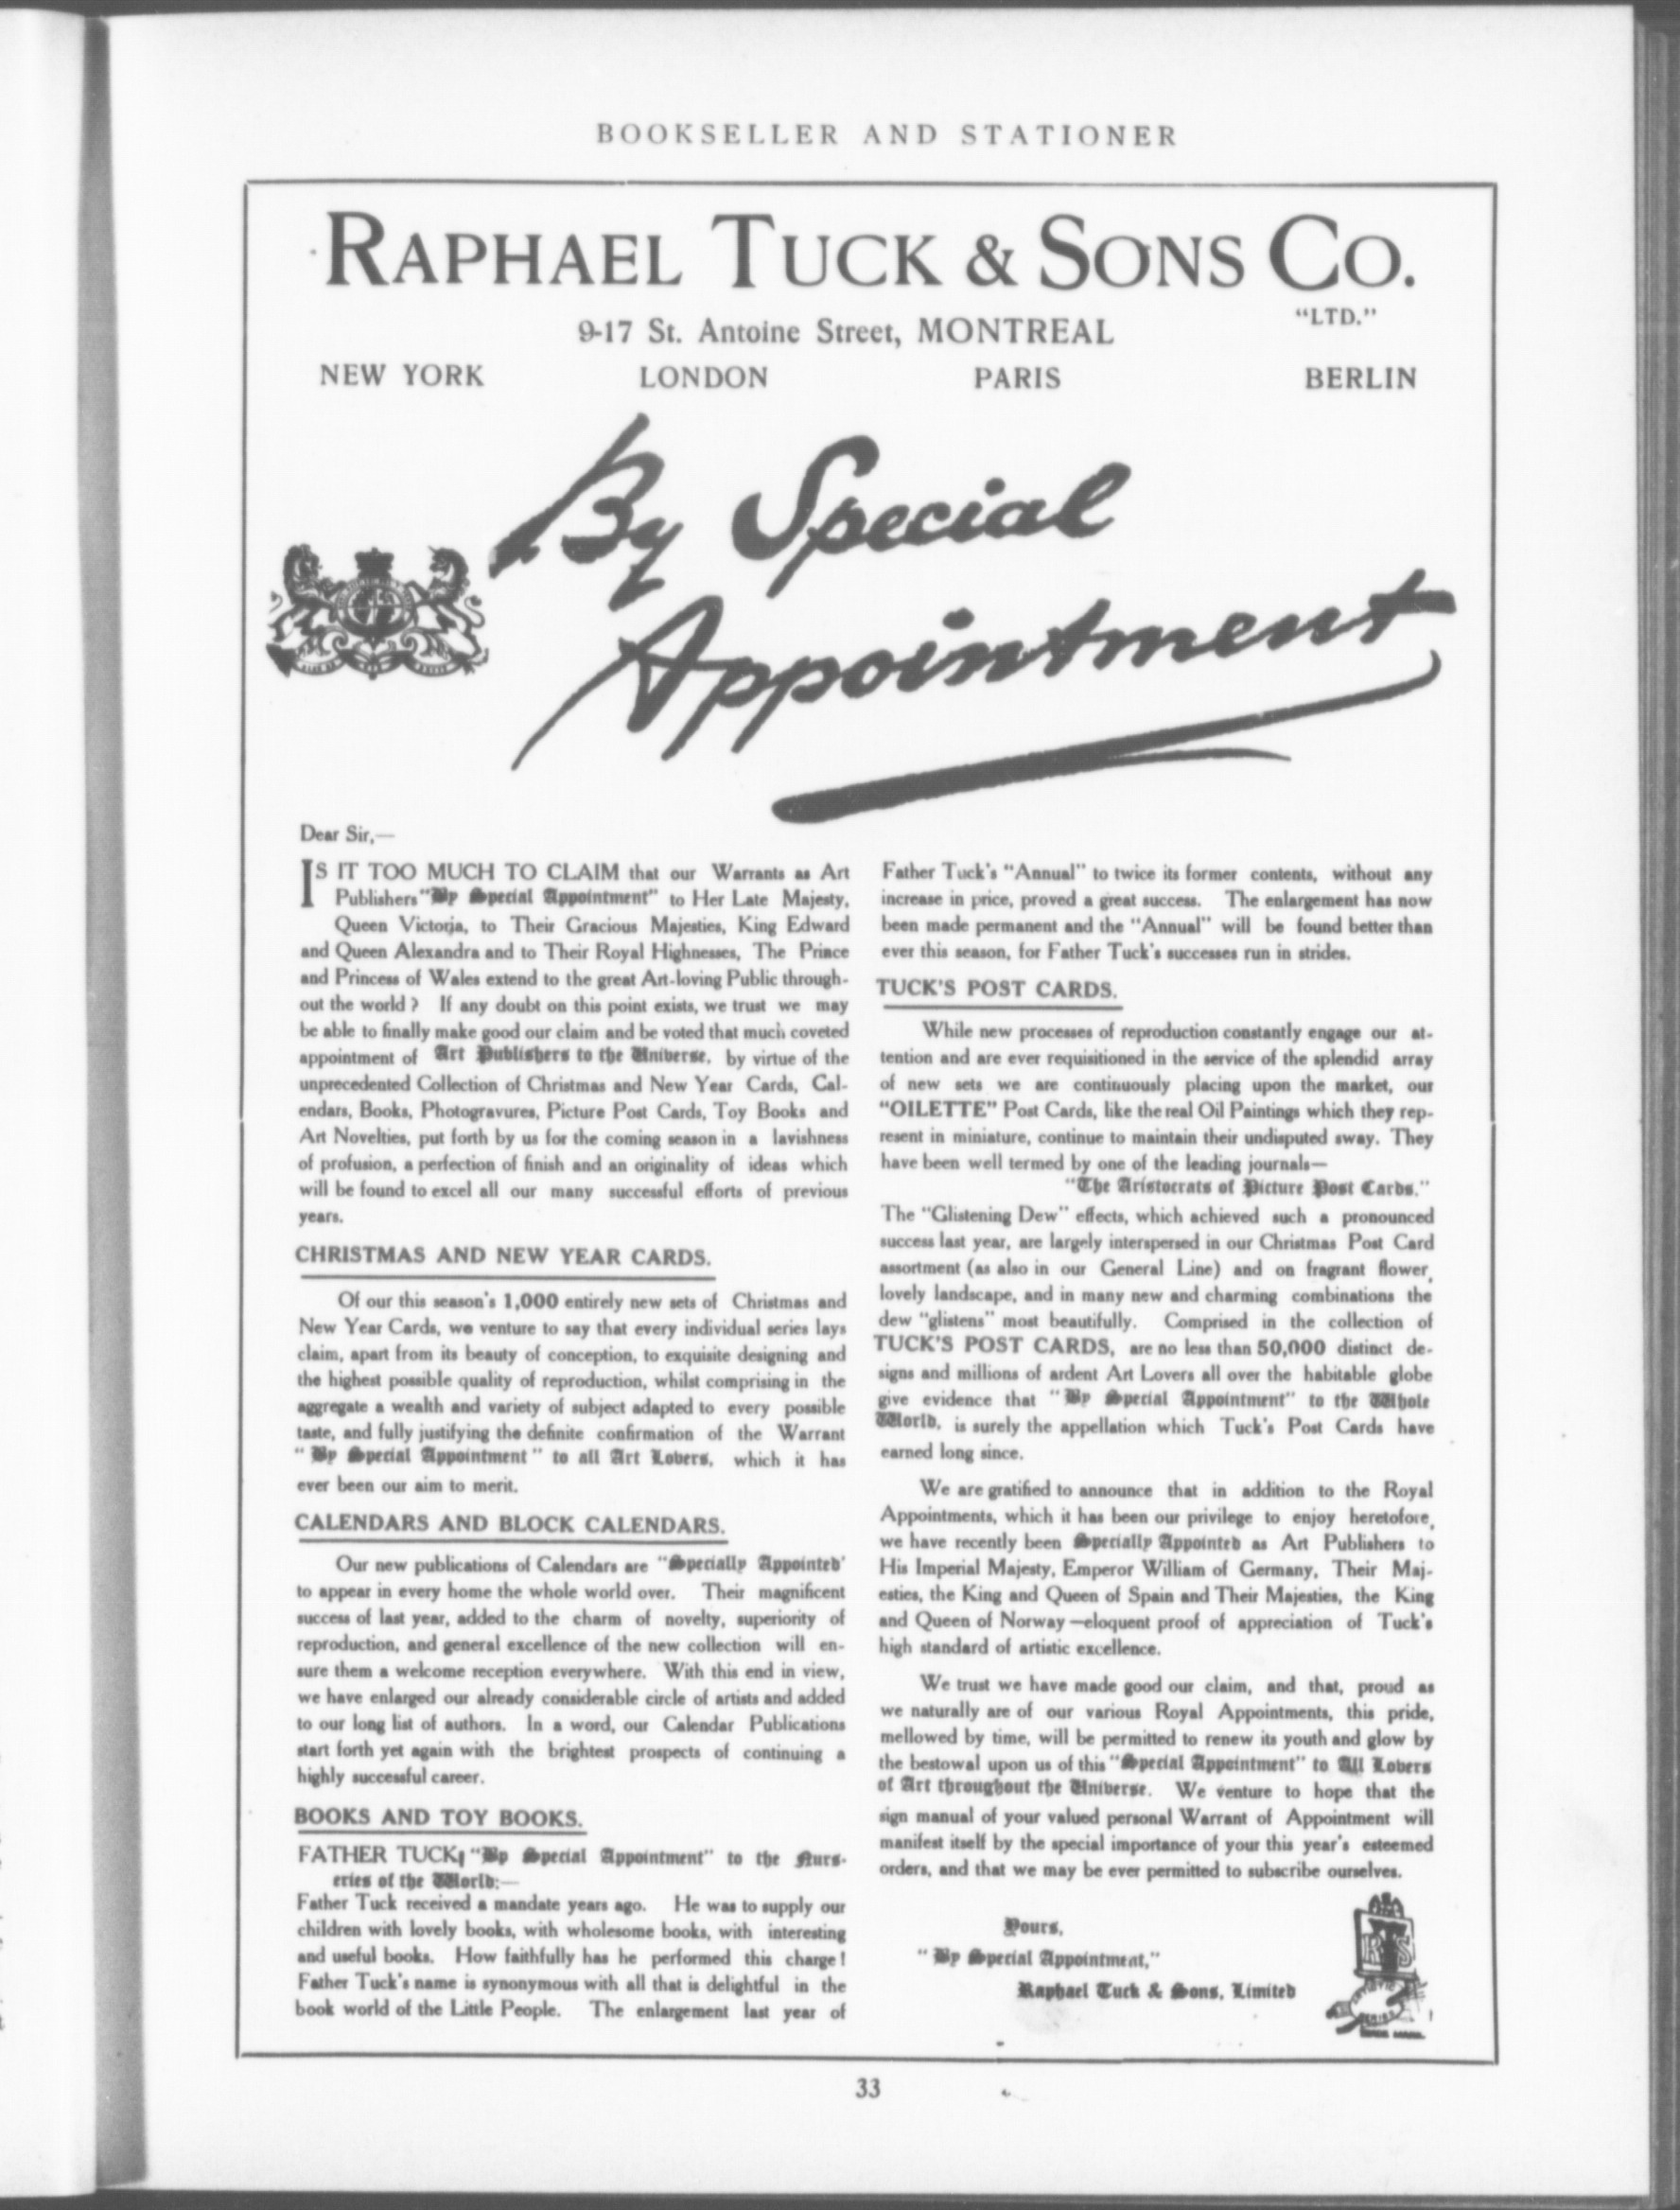 BOOKSELLER AND STATIONER
RAPHAEL TUCK & SONS CO.
"LTD."
9-17 St. Antoine Street, MONTREAL
NEW YORK LONDON PARIS BERLIN
By Special
Appointment
Dear Sir,—
IS IT TOO MUCH TO CLAIM that our Warrants as Art
Publishers "By Special Appointment" to Her Late Majesty,
Queen Victoria, to Their Gracious Majesties, King Edward
and Queen Alexandra and to Their Royal Highnesses, The Prince
and Princess of Wales extend to the great Art-loving Public through-
out the world? If any doubt on this point exists, we trust we may
be able to finally make good our claim and be voted that much coveted
appointment of Art Publishers to the Universe, by virtue of the
unprecedented Collection of Christmas and New Year Cards, Cal-
endars, Books, Photogravures, Picture Post Cards, Toy Books and
Art Novelties, put forth by us for the coming season in a lavishness
of profusion, a perfection of finish and an originality of ideas which
will be found to excel all our many successful efforts of previous
years.
CHRISTMAS AND NEW YEAR CARDS.
Of our this season's 1,000 entirely new sets of Christmas and
New Year Cards, we venture to say that every individual series lays
claim, apart from its beauty of conception, to exquisite designing and
the highest possible quality of reproduction, whilst comprising in the
aggregate a wealth and variety of subject adapted to every possible
taste, and fully justifying the definite confirmation of the Warrant
"By Special Appointment" to all Art Lovers, which it has
ever been our aim to merit.
CALENDARS AND BLOCK CALENDARS.
Our new publications of Calendars are "Specially Appointed'
to appear in every home the whole world over. Their magnificent
success of last year, added to the charm of novelty, superiority of
reproduction, and general excellence of the new collection will en-
sure them a welcome reception everywhere. With this end in view,
we have enlarged our already considerable circle of artists and added
to our long list of authors. In a word, our Calendar Publications
start forth yet again with the brightest prospects of continuing a
highly successful career.
BOOKS AND TOY BOOKS.
FATHER TUCK; "By Special Appointment" to the Nurs-
eries of the World:—
Father Tuck received a mandate years ago. He was to supply our
children with lovely books, with wholesome books, with interesting
and useful books. How faithfully has he performed this charge!
Father Tuck's name is synonymous with all that is delightful in the
book world of the Little People. The enlargement last year of
Father Tuck's "Annual" to twice its former contents, without any
increase in price, proved a great success. The enlargement has now
been made permanent and the "Annual" will be found better than
ever this season, for Father Tuck's successes run in strides.
TUCK'S POST CARDS.
While new processes of reproduction constantly engage our at-
tention and are ever requisitioned in the service of the splendid array
of new sets we are continuously placing upon the market, our
"OILETTE" Post Cards, like the real Oil Paintings which they rep-
resent in miniature, continue to maintain their undisputed sway. They
have been well termed by one of the leading journals—
"The Aristocrats of Picture Post Cards."
The "Glistening Dew" effects, which achieved such a pronounced
success last year, are largely interspersed in our Christmas Post Card
assortment (as also in our General Line) and on fragrant flower,
lovely landscape, and in many new and charming combinations the
dew "glistens" most beautifully. Comprised in the collection of
TUCK'S POST CARDS, are no less than 50,000 distinct de-
signs and millions of ardent Art Lovers all over the habitable globe
give evidence that "By Special Appointment" to the Whole
World, is surely the appellation which Tuck's Post Cards have
earned long since.
We are gratified to announce that in addition to the Royal
Appointments, which it has been our privilege to enjoy heretofore,
we have recently been Specially Appointed as Art Publishers to
His Imperial Majesty, Emperor William of Germany, Their Maj-
esties, the King and Queen of Spain and Their Majesties, the King
and Queen of Norway—eloquent proof of appreciation of Tuck's
high standard of artistic excellence.
We trust we have made good our claim, and that, proud as
we naturally are of our various Royal Appointments, this pride,
mellowed by time, will be permitted to renew its youth and glow by
the bestowal upon us of this "Special Appointment" to All Lovers
of Art throughout the Universe. We venture to hope that the
sign manual of your valued personal Warrant of Appointment will
manifest itself by the special importance of your this year's esteemed
orders, and that we may be ever permitted to subscribe ourselves.
Yours,
"By Special Appointment,"
Raphael Tuck & Sons, Limited
RTS
ARTISTIC
SERIES
TRADE MARK.
33